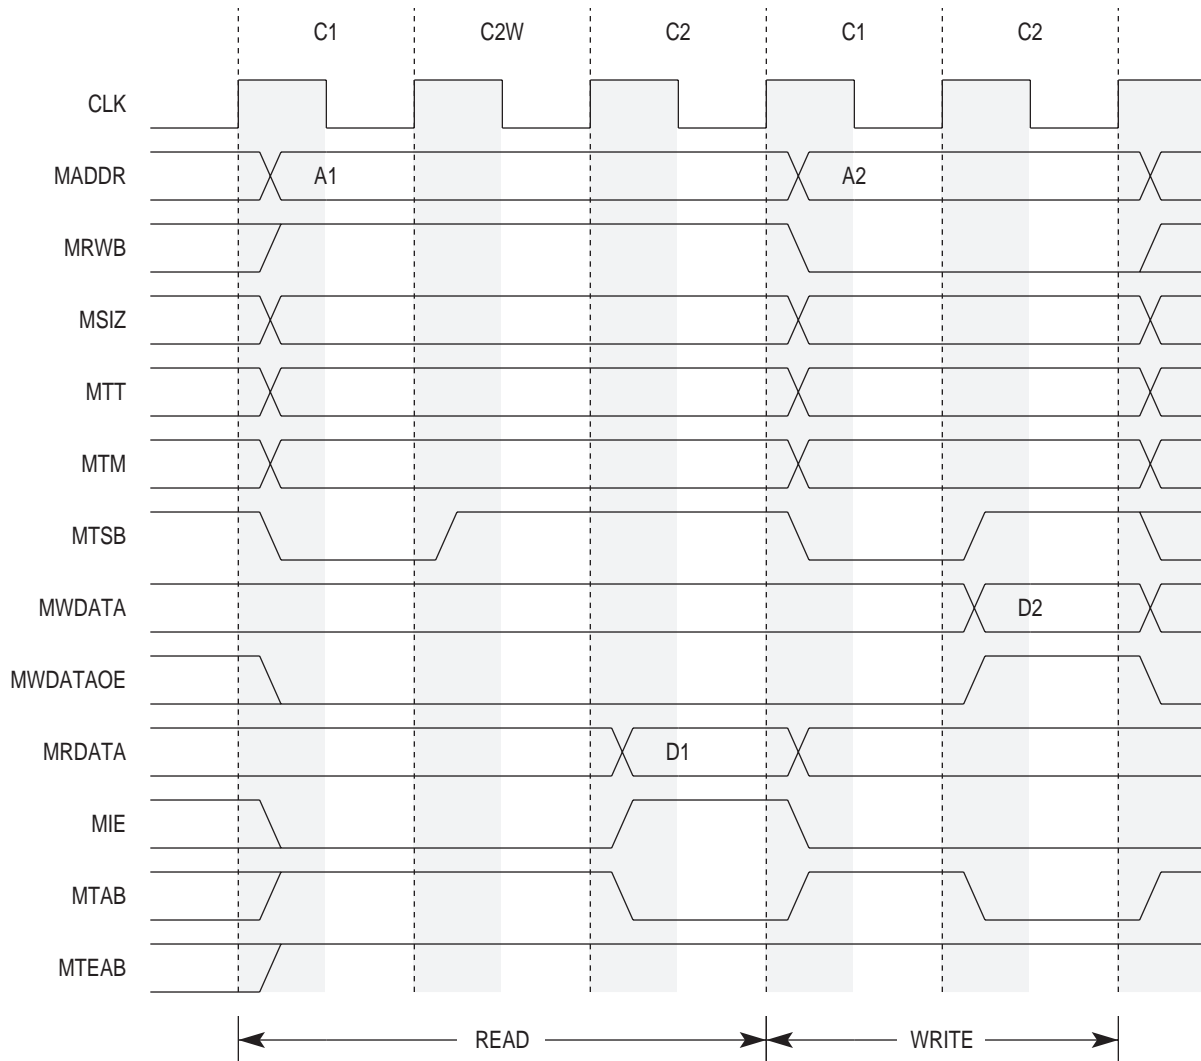 C1 C2W C2 C1 C2
CLK
MADDR A1 A2
MRWB
MSIZ
MTT
MTM
MTSB
MWDATA D2
MWDATAOE
MRDATA D1
MIE
MTAB
MTEAB
READ WRITE